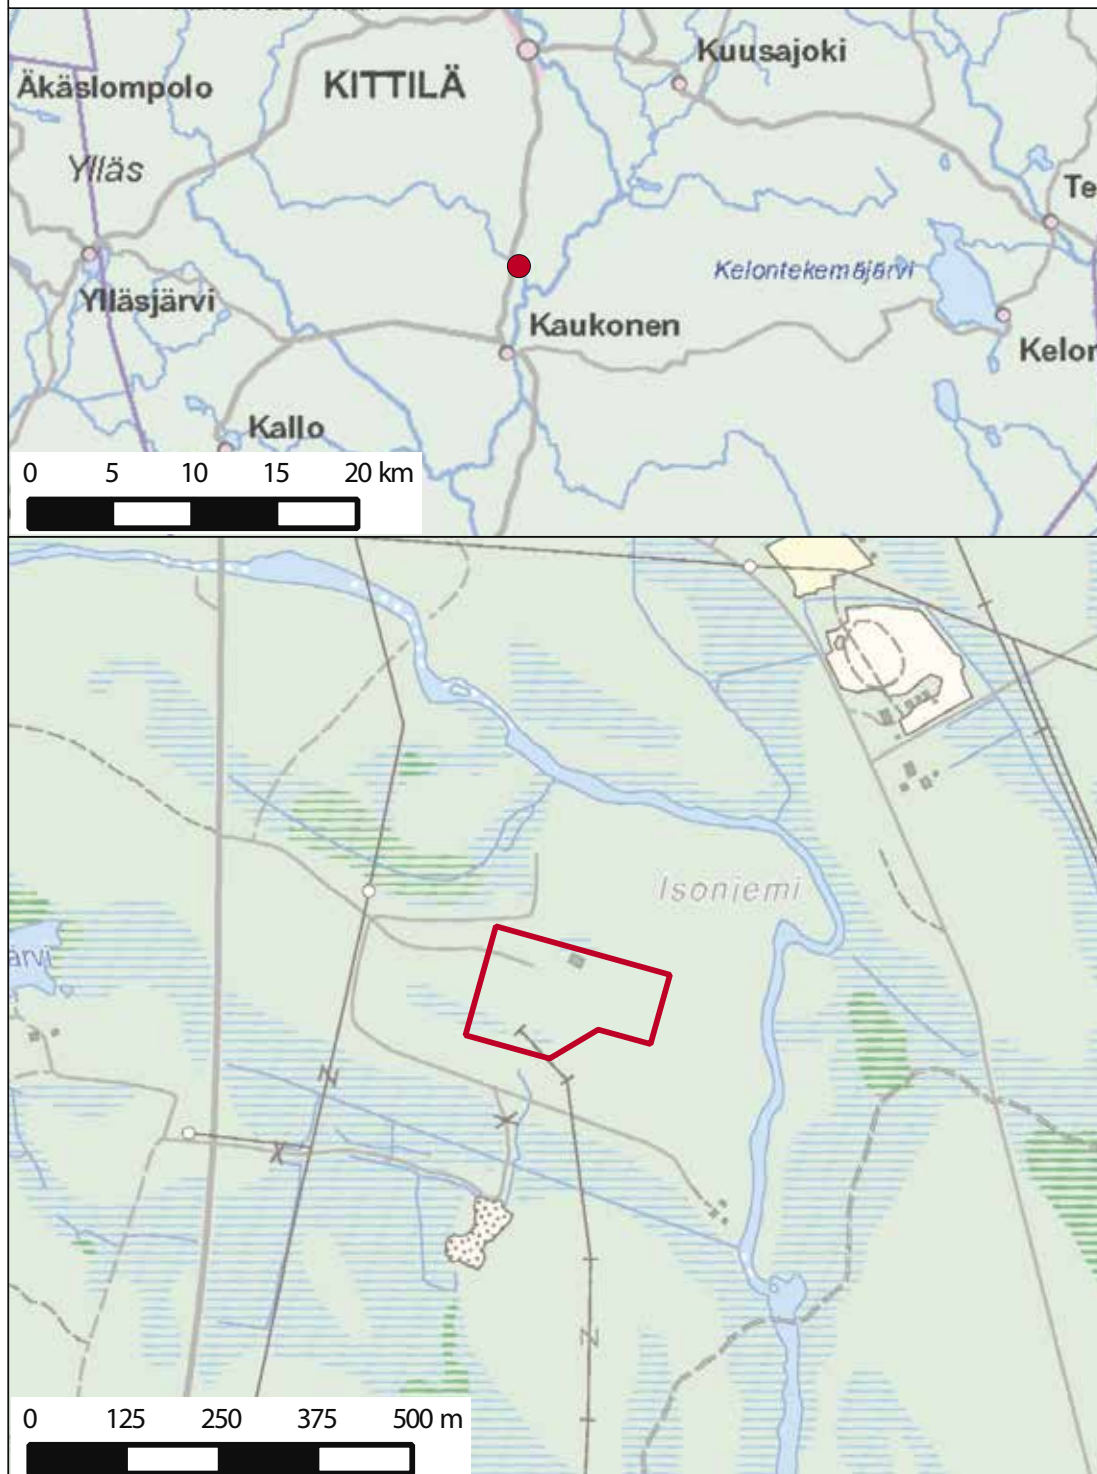 Kuusajoki
Äkäslompolo
KITTILÄ
Ylläs
Te
Kelontekemäjärvi
Ylläsjärvi
Kaukonen
Kelon
Kallo
0 5 10 15 20 km
Isoniemi
ärvi
Z
X
X
Z
0 125 250 375 500 m